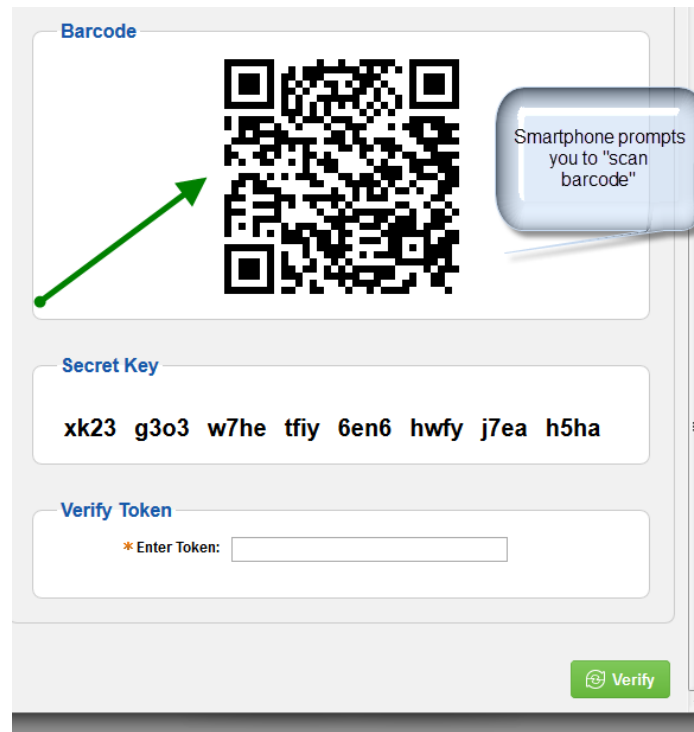 Barcode
Smartphone prompts
you to "scan
barcode"
Secret Key
xk23 g3o3 w7he tfiy 6en6 hwfy j7ea h5ha
Verify Token
* Enter Token:
Verify